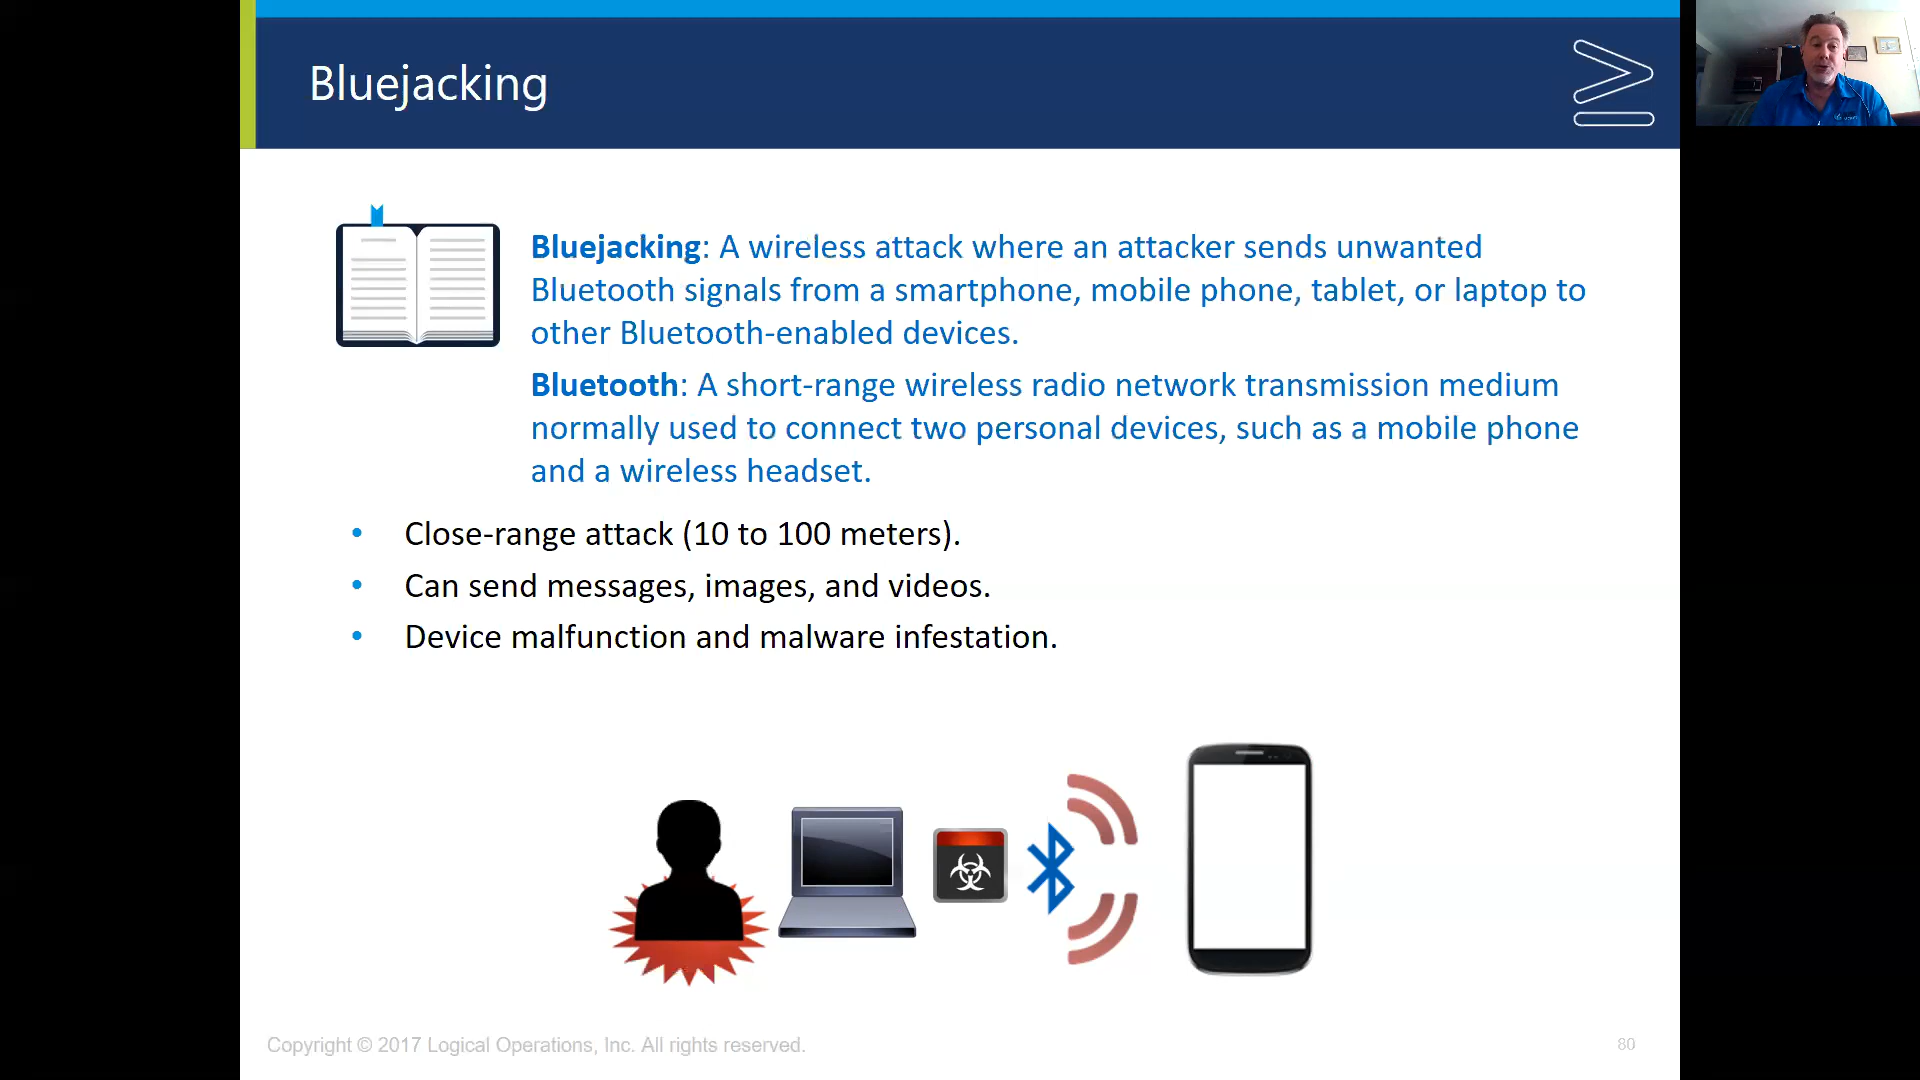 Bluejacking
Bluejacking: A wireless attack where an attacker sends unwanted
Bluetooth signals from a smartphone, mobile phone, tablet, or laptop to
other Bluetooth-enabled devices.
Bluetooth: A short-range wireless radio network transmission medium
normally used to connect two personal devices, such as a mobile phone
and a wireless headset.
• Close-range attack (10 to 100 meters).
• Can send messages, images, and videos.
• Device malfunction and malware infestation.
Copyright © 2017 Logical Operations, Inc. All rights reserved.
80